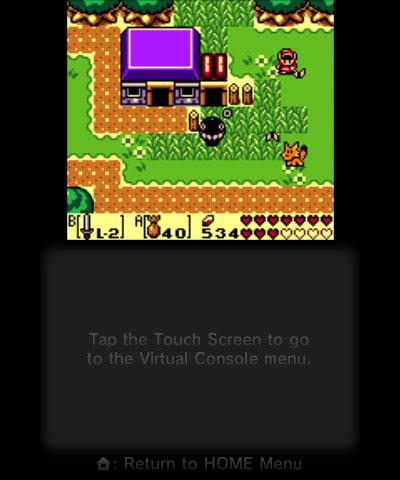 B[ L-2] A[ 40] 534
Tap the Touch Screen to go
to the Virtual Console menu.
: Return to HOME Menu